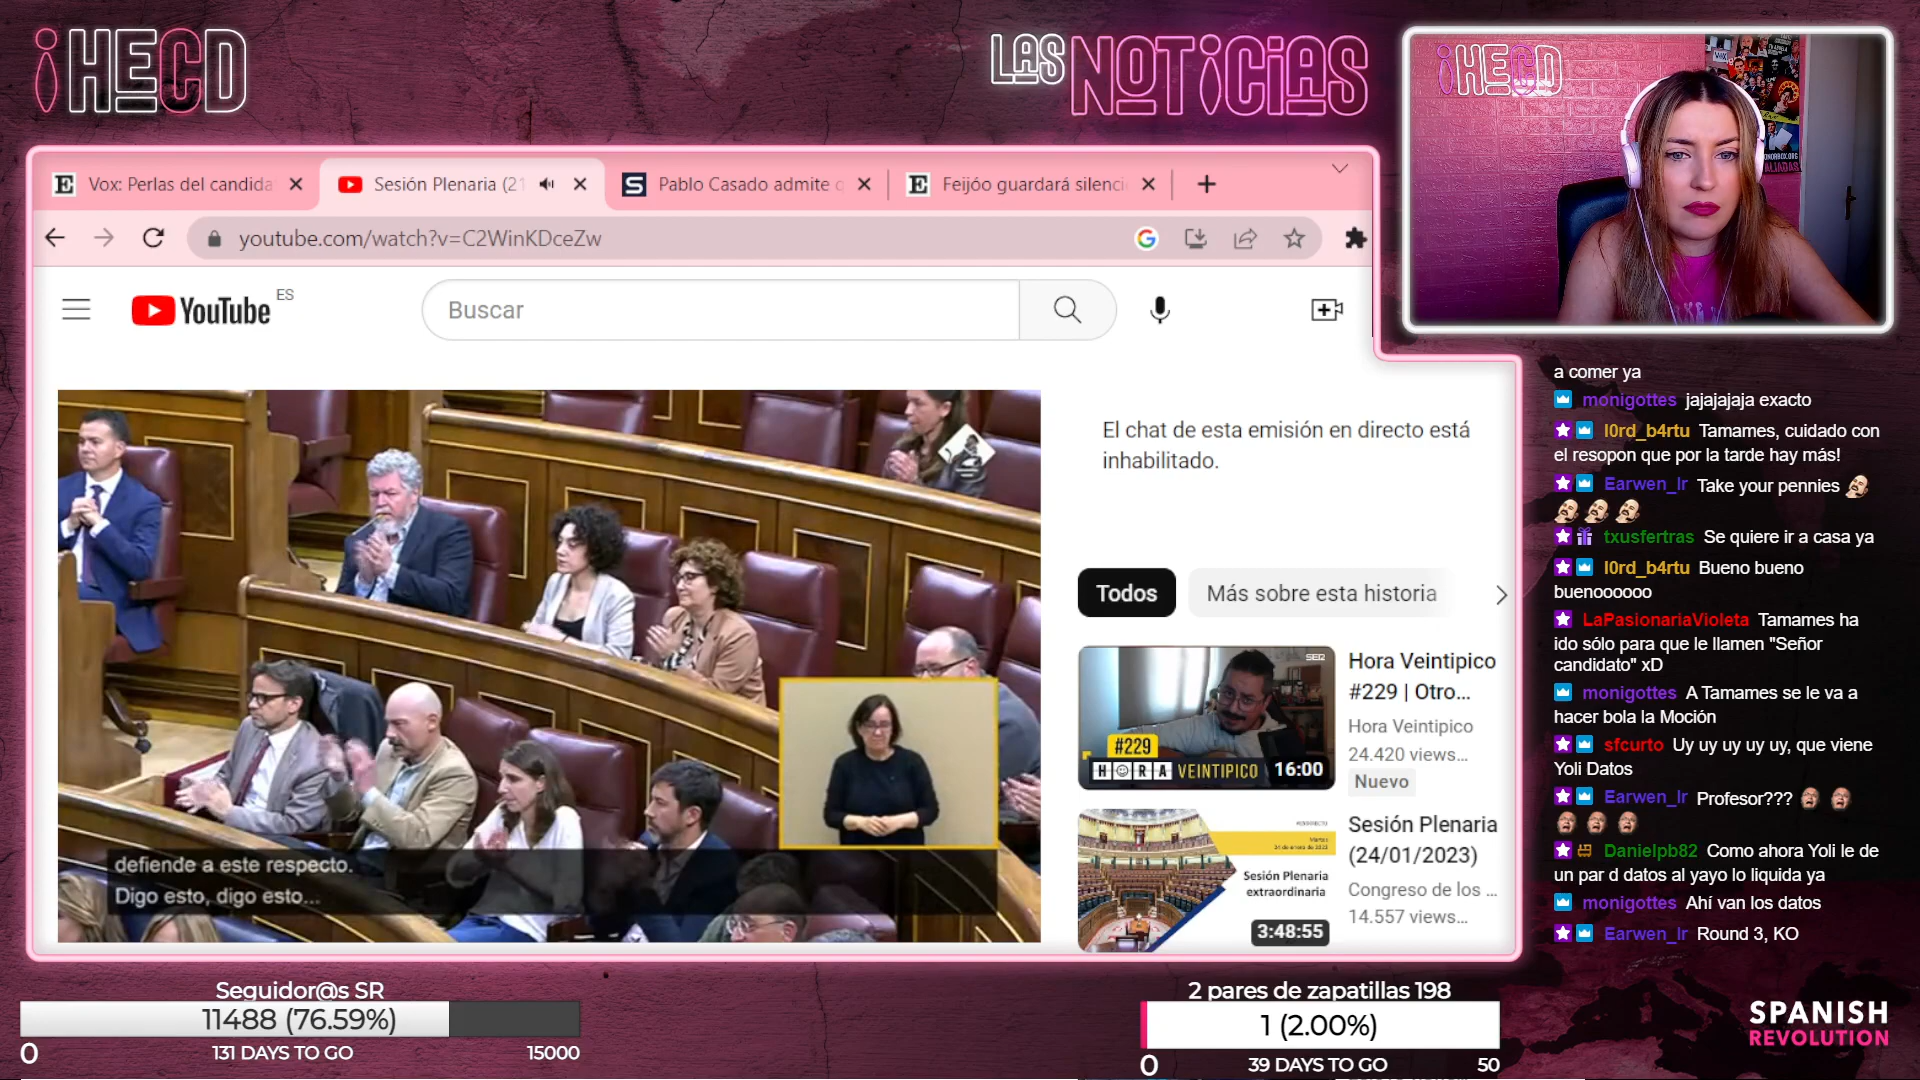 ¡HECD
LAS NOTICIAS
¡HECD
Vox: Perlas del candida
Sesión Plenaria (21
Pablo Casado admite q
Feijóo guardará silenci
youtube.com/watch?v=C2WinKDceZw
YouTube ES
Buscar
El chat de esta emisión en directo está
inhabilitado.
Todos
Más sobre esta historia
#229
HORA VEINTIPICO
16:00
Hora Veintipico
#229 | Otro...
Hora Veintipico
24.420 views...
Nuevo
Sesión Plenaria
extraordinaria
3:48:55
Sesión Plenaria
(24/01/2023)
Congreso de los ...
14.557 views...
defiende a este respecto.
Digo esto, digo esto...
a comer ya
monigottes jajajajaja exacto
l0rd_b4rtu Tamames, cuidado con
el resopon que por la tarde hay más!
Earwen_Ir Take your pennies
txusfertras Se quiere ir a casa ya
l0rd_b4rtu Bueno bueno
buenoooooo
LaPasionariaVioleta Tamames ha
ido sólo para que le llamen "Señor
candidato" xD
monigottes A Tamames se le va a
hacer bola la Moción
sfcurto Uy uy uy uy uy, que viene
Yoli Datos
Earwen_Ir Profesor???
Danielpb82 Como ahora Yoli le de
un par d datos al yayo lo liquida ya
monigottes Ahí van los datos
Earwen_Ir Round 3, KO
Seguidor@s SR
11488 (76.59%)
0 131 DAYS TO GO 15000
2 pares de zapatillas 198
1 (2.00%)
0 39 DAYS TO GO 50
SPANISH
REVOLUTION